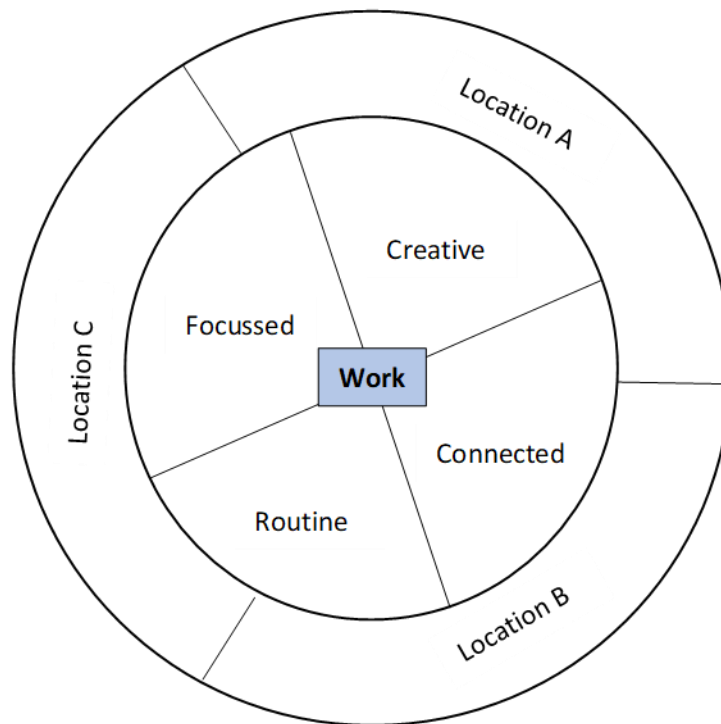 Location A
Creative
Focussed
Location C
Work
Connected
Routine
Location B